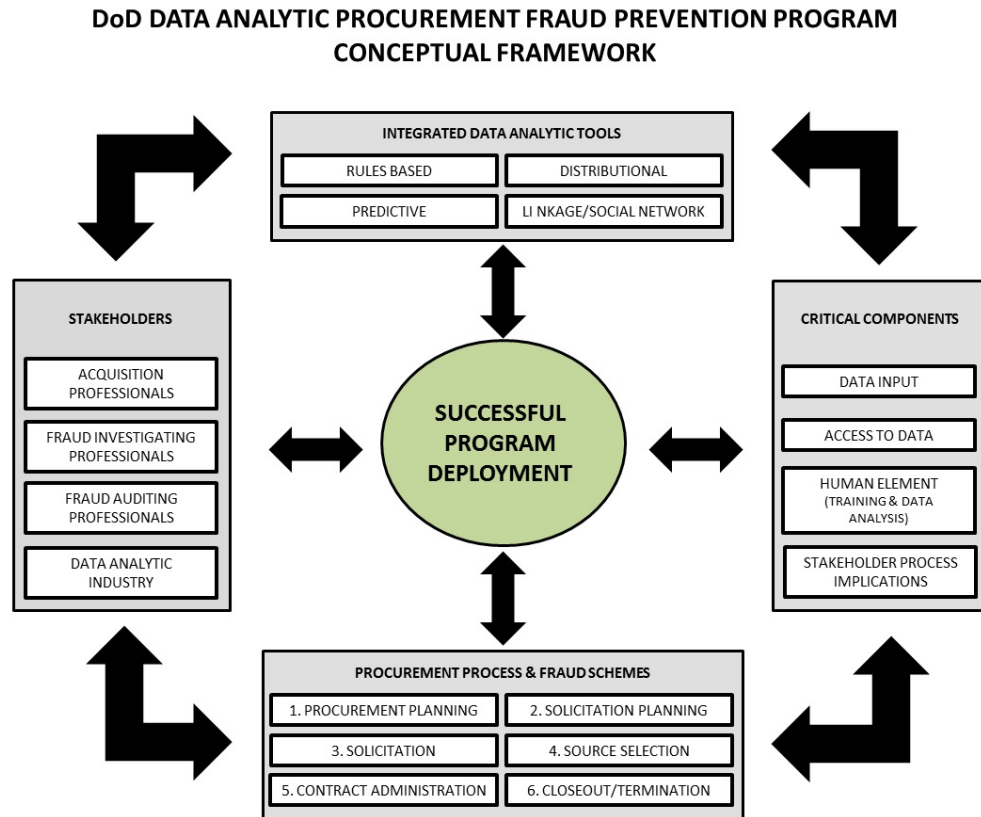 DoD DATA ANALYTIC PROCUREMENT FRAUD PREVENTION PROGRAM
CONCEPTUAL FRAMEWORK
INTEGRATED DATA ANALYTIC TOOLS
RULES BASED
DISTRIBUTIONAL
PREDICTIVE
LI NKAGE/SOCIAL NETWORK
STAKEHOLDERS
ACQUISITION
PROFESSIONALS
FRAUD INVESTIGATING
PROFESSIONALS
FRAUD AUDITING
PROFESSIONALS
DATA ANALYTIC
INDUSTRY
SUCCESSFUL
PROGRAM
DEPLOYMENT
CRITICAL COMPONENTS
DATA INPUT
ACCESS TO DATA
HUMAN ELEMENT
(TRAINING & DATA
ANALYSIS)
STAKEHOLDER PROCESS
IMPLICATIONS
PROCUREMENT PROCESS & FRAUD SCHEMES
1. PROCUREMENT PLANNING
2. SOLICITATION PLANNING
3. SOLICITATION
4. SOURCE SELECTION
5. CONTRACT ADMINISTRATION
6. CLOSEOUT/TERMINATION